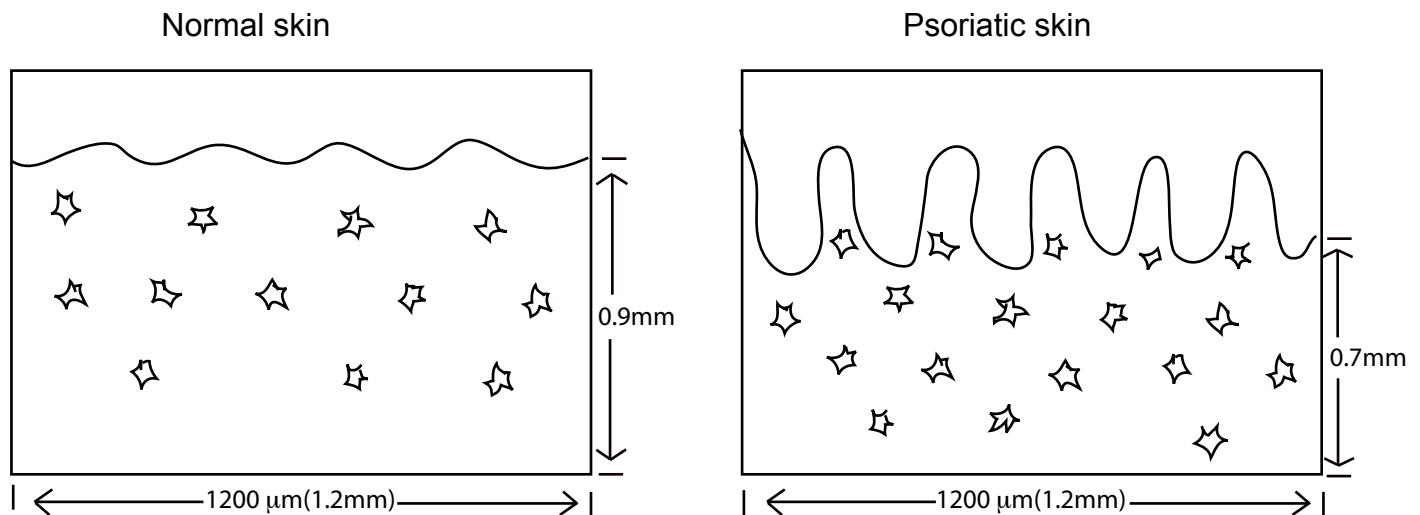 Normal skin
Psoriatic skin
0.9mm
0.7mm
1200 μm(1.2mm)
1200 μm(1.2mm)